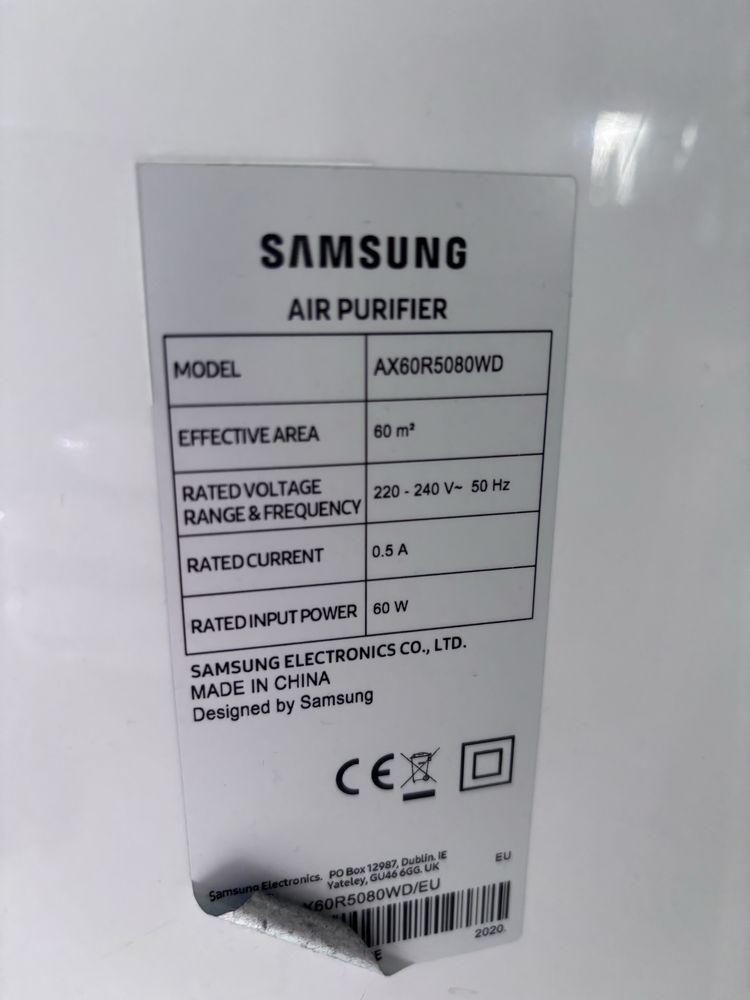 SAMSUNG
AIR PURIFIER
MODEL AX60R5080WD
EFFECTIVE AREA 60 m²
RATED VOLTAGE
RANGE & FREQUENCY 220 - 240 V~ 50 Hz
RATED CURRENT 0.5 A
RATED INPUT POWER 60 W
SAMSUNG ELECTRONICS CO., LTD.
MADE IN CHINA
Designed by Samsung
CE
Samsung Electronics. PO Box 12987, Dublin. IE
Yateley, GU46 6GG. UK
EU
X60R5080WD/EU
2020.